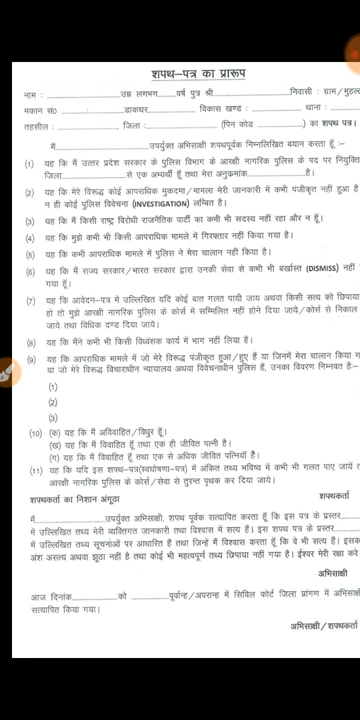 शपथ–पत्र का प्रारूप
नाम : उम्र लगभग वर्ष पुत्र श्री निवासी : ग्राम/मुहल्
मकान सं० : डाकघर विकास खण्ड : थाना :
तहसील : जिला : (पिन कोड ) का शपथ पत्र।
मैं उपर्युक्त अभिसाक्षी शपथपूर्वक निम्नलिखित बयान करता हूँ :-
(1) यह कि मैं उत्तर प्रदेश सरकार के पुलिस विभाग के आरक्षी नागरिक पुलिस के पद पर नियुक्ति
जिला से एक अभ्यर्थी हूँ तथा मेरा अनुक्रमांक है।
(2) यह कि मेरे विरूद्ध कोई आपराधिक मुकदमा/मामला मेरी जानकारी में कभी पंजीकृत नहीं हुआ है
न ही कोई पुलिस विवेचना (INVESTIGATION) लम्बित है।
(3) यह कि मैं किसी राष्ट्र विरोधी राजनैतिक पार्टी का कभी भी सदस्य नहीं रहा और न हूँ।
(4) यह कि मुझे कभी भी किसी आपराधिक मामले में गिरफ्तार नहीं किया गया है।
(5) यह कि कभी भी आपराधिक मामले में पुलिस ने मेरा चालान नहीं किया है।
(6) यह कि मैं राज्य सरकार/भारत सरकार द्वारा उनकी सेवा से कभी भी बर्खास्त (DISMISS) नहीं
गया हूँ।
(7) यह कि आवेदन–पत्र में उल्लिखित यदि कोई बात गलत पायी जाय अथवा किसी सत्य को छिपाया
हो तो मुझे आरक्षी नागरिक पुलिस के कोर्स में सम्मिलित नहीं होने दिया जाये/कोर्स से निकाल
जाये तथा विधिक दण्ड दिया जाये।
(8) यह कि मैंने कभी भी किसी विध्वंसक कार्य में भाग नहीं लिया है।
(9) यह कि आपराधिक मामले में जो मेरे विरूद्ध पंजीकृत हुआ/हुए हैं या जिनमें मेरा चालान किया ग
या जो मेरे विरूद्ध विचाराधीन न्यायालय अथवा विवेचनाधीन पुलिस हैं, उनका विवरण निम्नवत है:-
(1)
(2)
(3)
(10) (क) यह कि मैं अविवाहित/विधुर हूँ।
(ख) यह कि मैं विवाहित हूँ तथा एक ही जीवित पत्नी है।
(ग) यह कि मैं विवाहित हूँ तथा एक से अधिक जीवित पत्नियाँ है।
(11) यह कि यदि इस शपथ–पत्र(स्वघोषणा–पत्र) में अंकित तथ्य भविष्य में कभी भी गलत पाए जायें त
आरक्षी नागरिक पुलिस के कोर्स/सेवा से तुरन्त पृथक कर दिया जाये।
शपथकर्ता का निशान अंगूठा शपथकर्ता
मैं उपर्युक्त अभिसाक्षी, शपथ पूर्वक सत्यापित करता हूँ कि इस पत्र के प्रस्तर
में उल्लिखित तथ्य मेरी व्यक्तिगत जानकारी तथा विश्वास में सत्य हैं। इस शपथ पत्र के प्रस्तर
में उल्लिखित तथ्य सूचनाओं पर आधारित हैं तथा जिन्हें मैं विश्वास करता हूँ कि वे भी सत्य हैं। इसक
अंश असत्य अथवा झूठा नहीं है तथा कोई भी महत्वपूर्ण तथ्य छिपाया नहीं गया है। ईश्वर मेरी रक्षा करे
अभिसाक्षी
आज दिनांक को पूर्वान्ह/अपरान्ह में सिविल कोर्ट जिला प्रांगण में अभिसाक्ष
सत्यापित किया गया।
अभिसाक्षी/शपथकर्ता